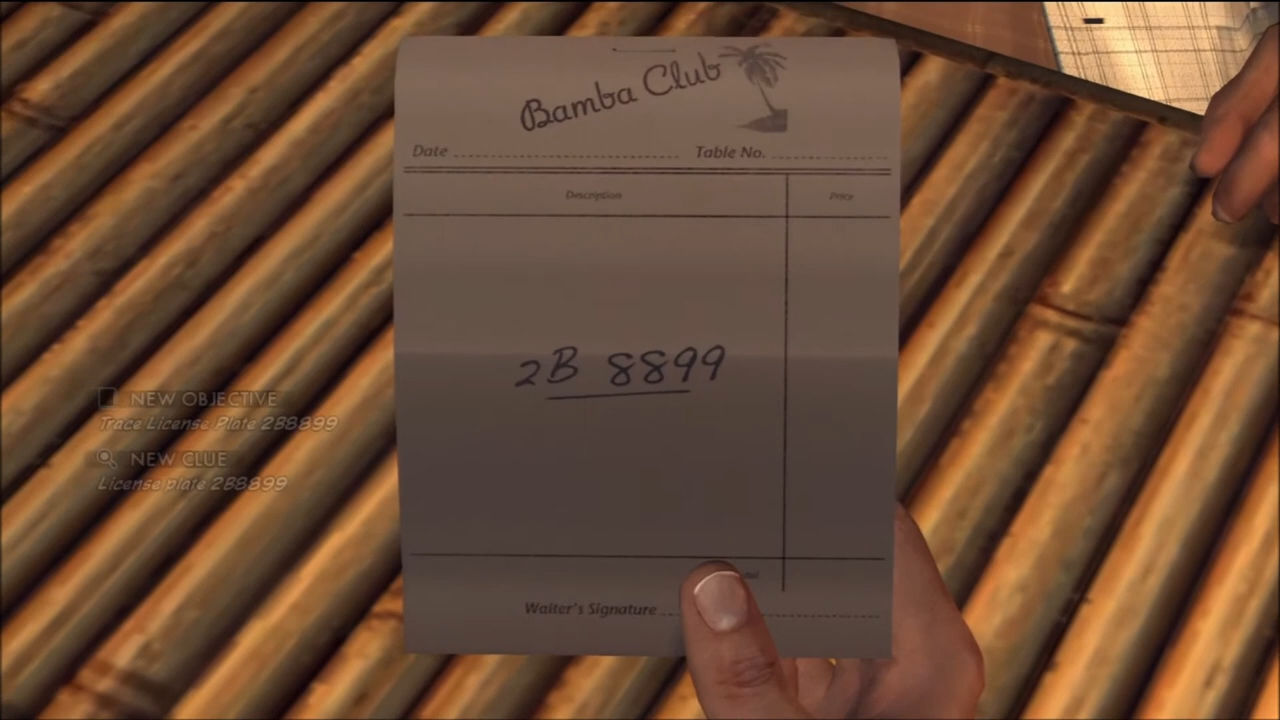 Bamba Club
Date
Table No.
Description
Price
2B 8899
NEW OBJECTIVE
Trace License Plate 2B8899
NEW CLUE
License plate 2B8899
Waiter's Signature